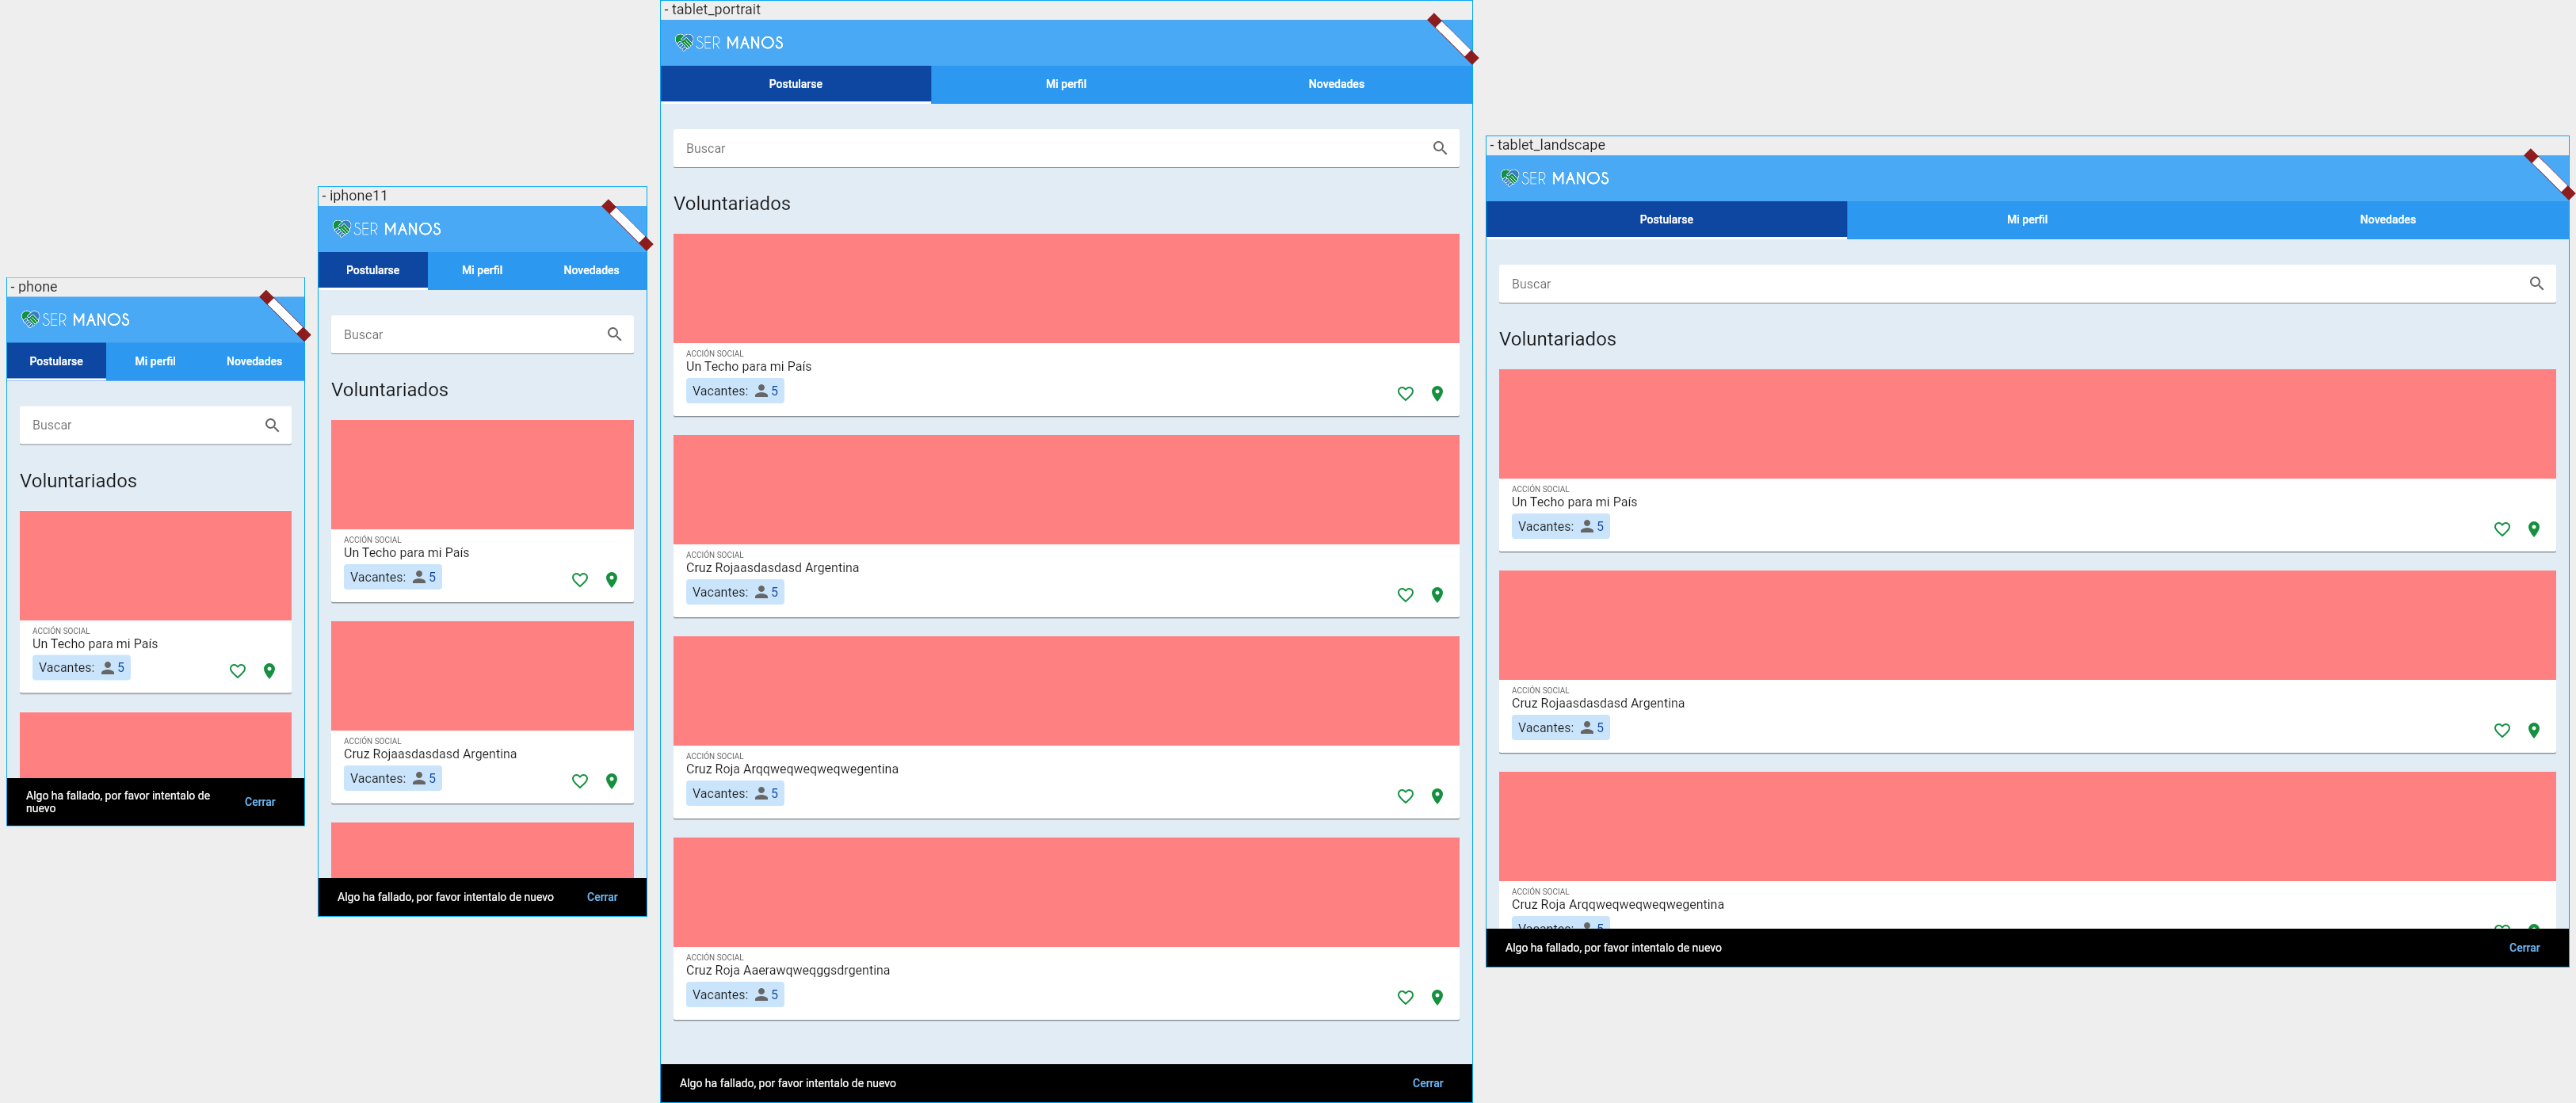 - phone
SER MANOS
Postularse Mi perfil Novedades
Buscar
Voluntariados
ACCIÓN SOCIAL
Un Techo para mi País
Vacantes: 5
Algo ha fallado, por favor intentalo de
nuevo
Cerrar
- iphone11
SER MANOS
Postularse Mi perfil Novedades
Buscar
Voluntariados
ACCIÓN SOCIAL
Un Techo para mi País
Vacantes: 5
ACCIÓN SOCIAL
Cruz Rojaasdasdasd Argentina
Vacantes: 5
Algo ha fallado, por favor intentalo de nuevo Cerrar
- tablet_portrait
SER MANOS
Postularse Mi perfil Novedades
Buscar
Voluntariados
ACCIÓN SOCIAL
Un Techo para mi País
Vacantes: 5
ACCIÓN SOCIAL
Cruz Rojaasdasdasd Argentina
Vacantes: 5
ACCIÓN SOCIAL
Cruz Roja Arqqweqweqweqwegentina
Vacantes: 5
ACCIÓN SOCIAL
Cruz Roja Aaerawqweqggsdrgentina
Vacantes: 5
Algo ha fallado, por favor intentalo de nuevo Cerrar
- tablet_landscape
SER MANOS
Postularse Mi perfil Novedades
Buscar
Voluntariados
ACCIÓN SOCIAL
Un Techo para mi País
Vacantes: 5
ACCIÓN SOCIAL
Cruz Rojaasdasdasd Argentina
Vacantes: 5
ACCIÓN SOCIAL
Cruz Roja Arqqweqweqweqwegentina
Vacantes: 5
Algo ha fallado, por favor intentalo de nuevo Cerrar